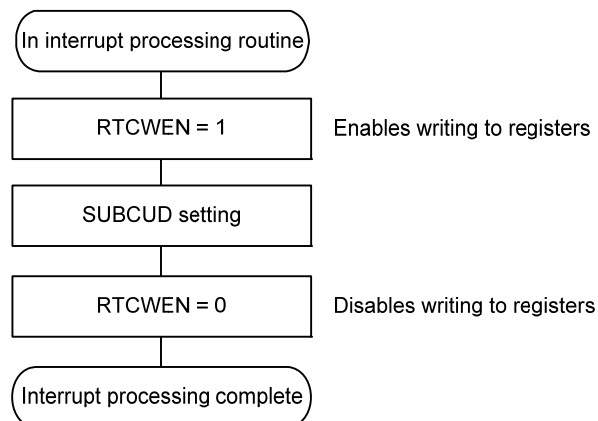 In interrupt processing routine
RTCWEN = 1
Enables writing to registers
SUBCUD setting
RTCWEN = 0
Disables writing to registers
Interrupt processing complete